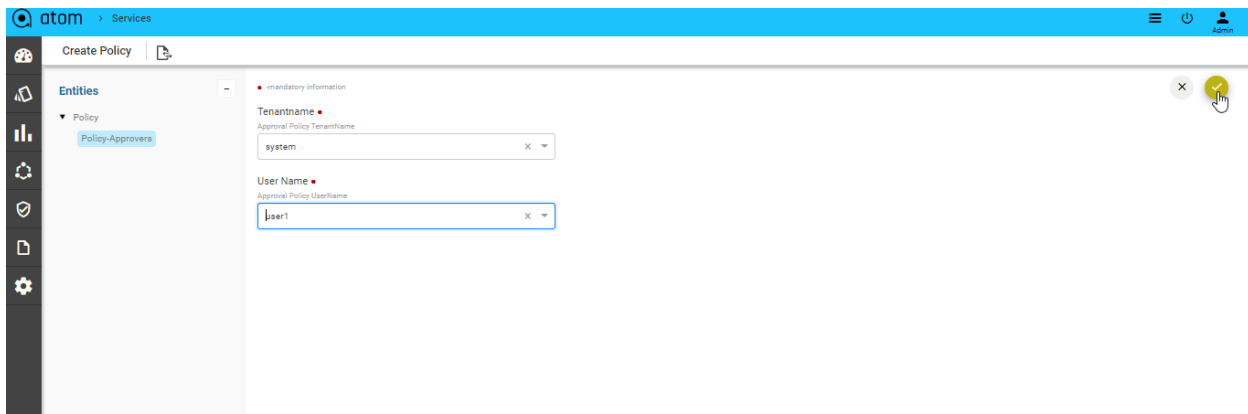 atom > Services
Admin
Create Policy
Entities -
Policy
Policy-Approvers
-mandatory information
Tenantname
Approval Policy TenantName
system
User Name
Approval Policy UserName
user1